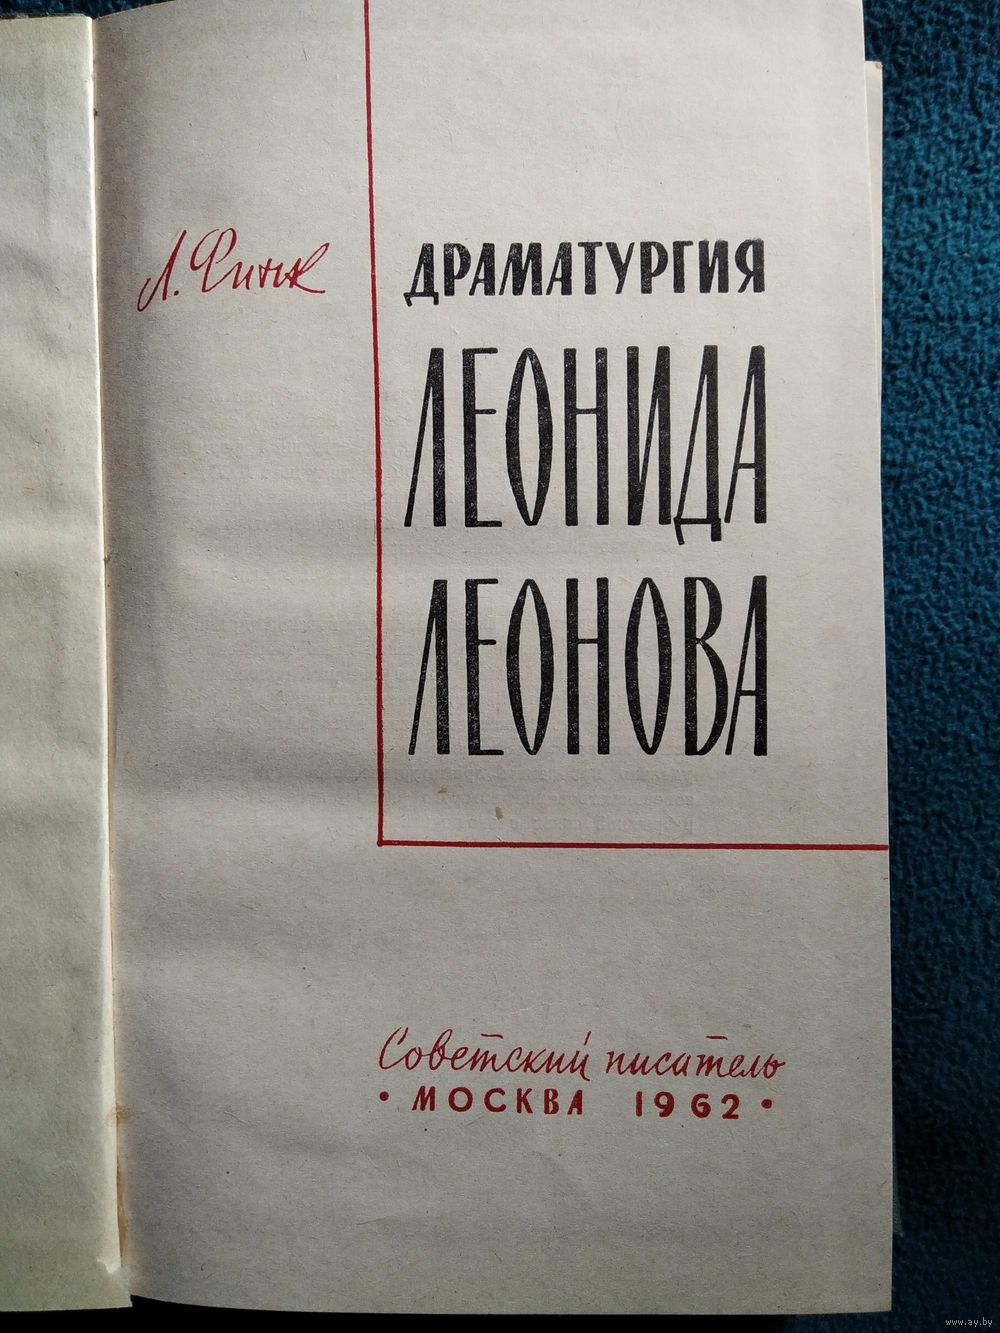 Л. Финк
ДРАМАТУРГИЯ
ЛЕОНИДА
ЛЕОНОВА
Советский писатель
• МОСКВА 1962 •
www.ay.by